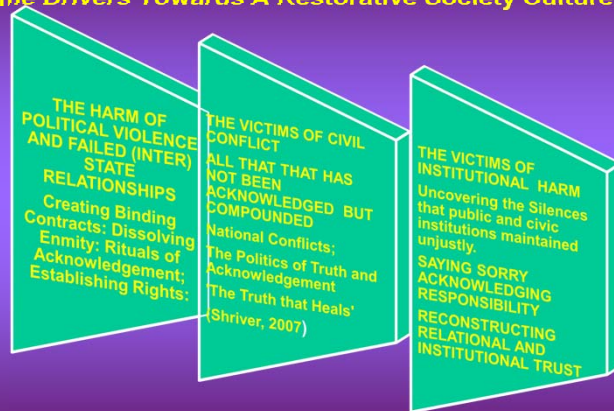 The Drivers Towards A Restorative Society Culture
THE HARM OF
POLITICAL VIOLENCE
AND FAILED (INTER)
STATE
RELATIONSHIPS
Creating Binding
Contracts: Dissolving
Enmity: Rituals of
Acknowledgement;
Establishing Rights:
THE VICTIMS OF CIVIL
CONFLICT
ALL THAT THAT HAS
NOT BEEN
ACKNOWLEDGED BUT
COMPOUNDED
National Conflicts;
The Politics of Truth and
Acknowledgement
'The Truth that Heals'
(Shriver, 2007)
THE VICTIMS OF
INSTITUTIONAL HARM
Uncovering the Silences
that public and civic
institutions maintained
unjustly.
SAYING SORRY
ACKNOWLEDGING
RESPONSIBILITY
RECONSTRUCTING
RELATIONAL AND
INSTITUTIONAL TRUST